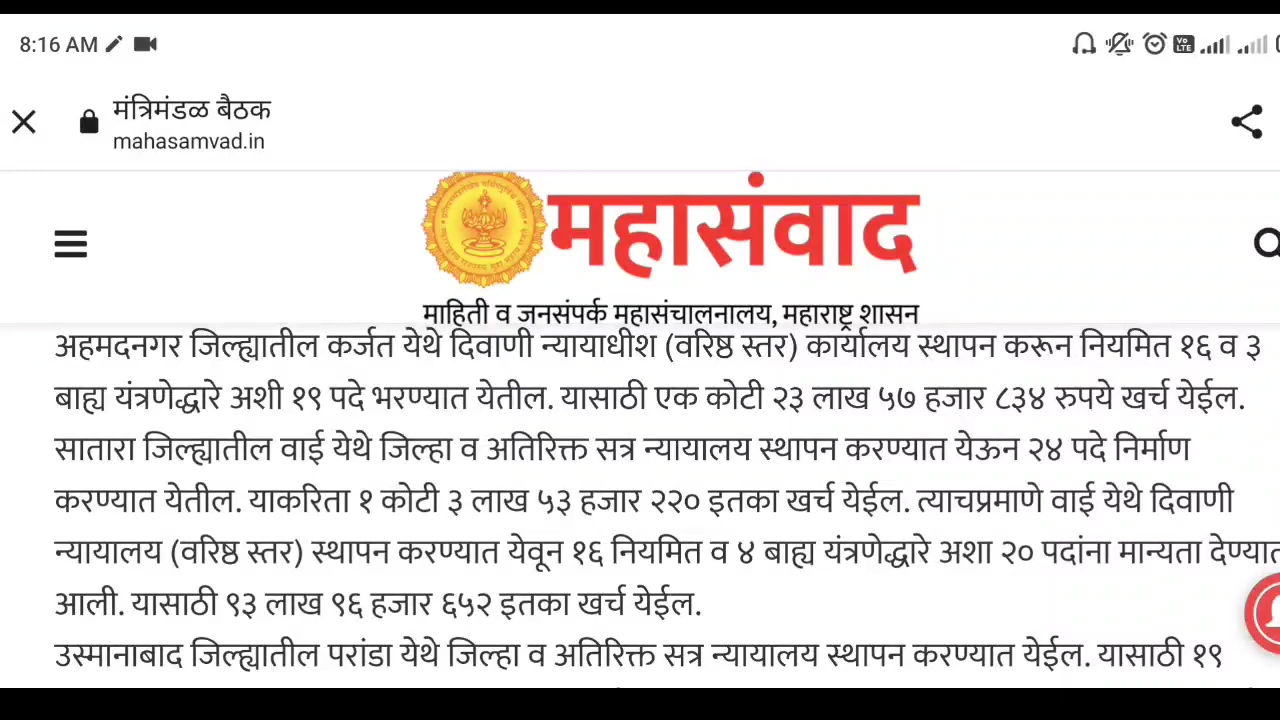 8:16 AM
Vo LTE
मंत्रिमंडळ बैठक
mahasamvad.in
महासंवाद
माहिती व जनसंपर्क महासंचालनालय, महाराष्ट्र शासन
अहमदनगर जिल्ह्यातील कर्जत येथे दिवाणी न्यायाधीश (वरिष्ठ स्तर) कार्यालय स्थापन करून नियमित १६ व ३
बाह्य यंत्रणेद्धारे अशी १९ पदे भरण्यात येतील. यासाठी एक कोटी २३ लाख ५७ हजार ८३४ रुपये खर्च येईल.
सातारा जिल्ह्यातील वाई येथे जिल्हा व अतिरिक्त सत्र न्यायालय स्थापन करण्यात येऊन २४ पदे निर्माण
करण्यात येतील. याकरिता १ कोटी ३ लाख ५३ हजार २२० इतका खर्च येईल. त्याचप्रमाणे वाई येथे दिवाणी
न्यायालय (वरिष्ठ स्तर) स्थापन करण्यात येवून १६ नियमित व ४ बाह्य यंत्रणेद्धारे अशा २० पदांना मान्यता देण्यात
आली. यासाठी ९३ लाख ९६ हजार ६५२ इतका खर्च येईल.
उस्मानाबाद जिल्ह्यातील परांडा येथे जिल्हा व अतिरिक्त सत्र न्यायालय स्थापन करण्यात येईल. यासाठी १९